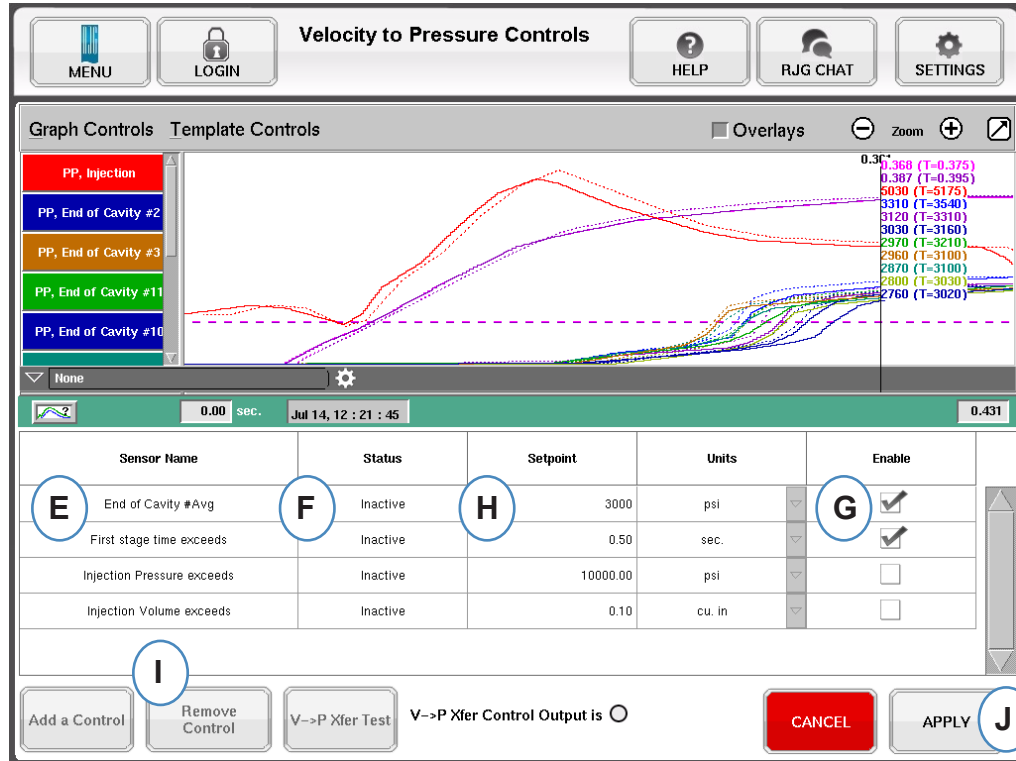 Velocity to Pressure Controls
MENU
LOGIN
HELP
RJG CHAT
SETTINGS
Graph Controls Template Controls
Overlays
Zoom
PP, Injection
PP, End of Cavity #2
PP, End of Cavity #3
PP, End of Cavity #11
PP, End of Cavity #10
0.368 (T=0.375)
0.387 (T=0.395)
5030 (T=5175)
3310 (T=3540)
3120 (T=3310)
3030 (T=3160)
2970 (T=3210)
2960 (T=3100)
2870 (T=3100)
2800 (T=3030)
2760 (T=3020)
None
0.00 sec.
Jul 14, 12 : 21 : 45
0.431
Sensor Name Status Setpoint Units Enable
E End of Cavity #Avg F Inactive H 3000 psi G
First stage time exceeds Inactive 0.50 sec.
Injection Pressure exceeds Inactive 10000.00 psi
Injection Volume exceeds Inactive 0.10 cu. in
I
Add a Control
Remove
Control
V->P Xfer Test
V->P Xfer Control Output is
CANCEL
APPLY
J